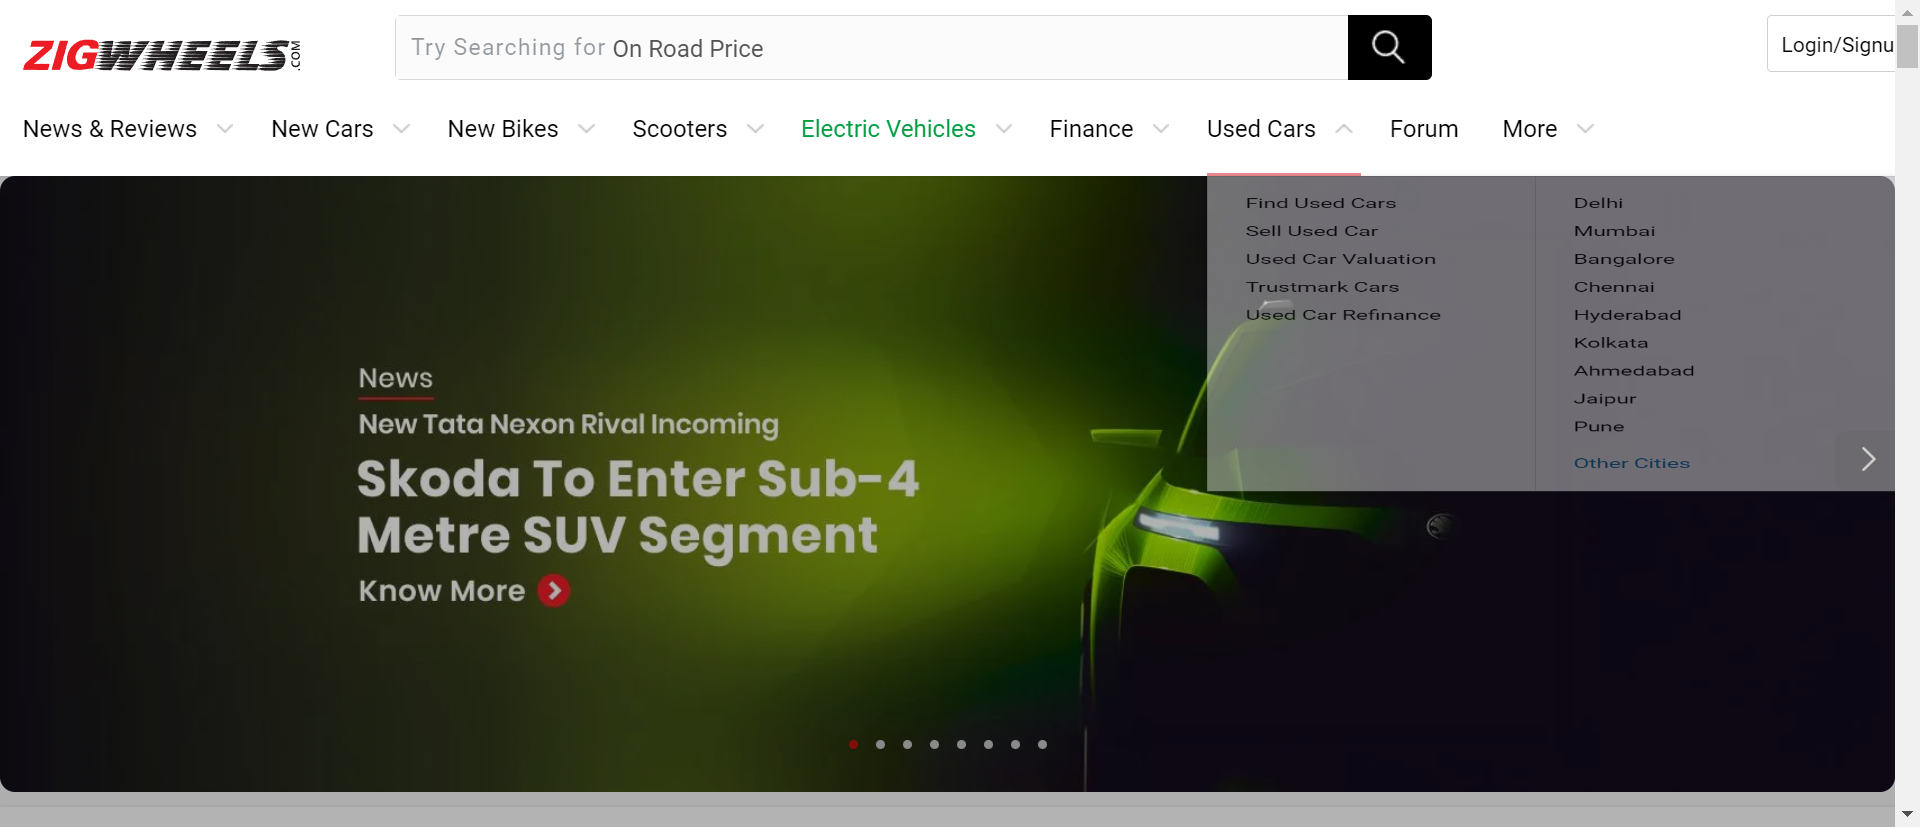 ZIGWHEELS.COM
Try Searching for On Road Price
Login/Signu
News & Reviews
New Cars
New Bikes
Scooters
Electric Vehicles
Finance
Used Cars
Forum
More
Find Used Cars
Sell Used Car
Used Car Valuation
Trustmark Cars
Used Car Refinance
Delhi
Mumbai
Bangalore
Chennai
Hyderabad
Kolkata
Ahmedabad
Jaipur
Pune
Other Cities
News
New Tata Nexon Rival Incoming
Skoda To Enter Sub-4
Metre SUV Segment
Know More